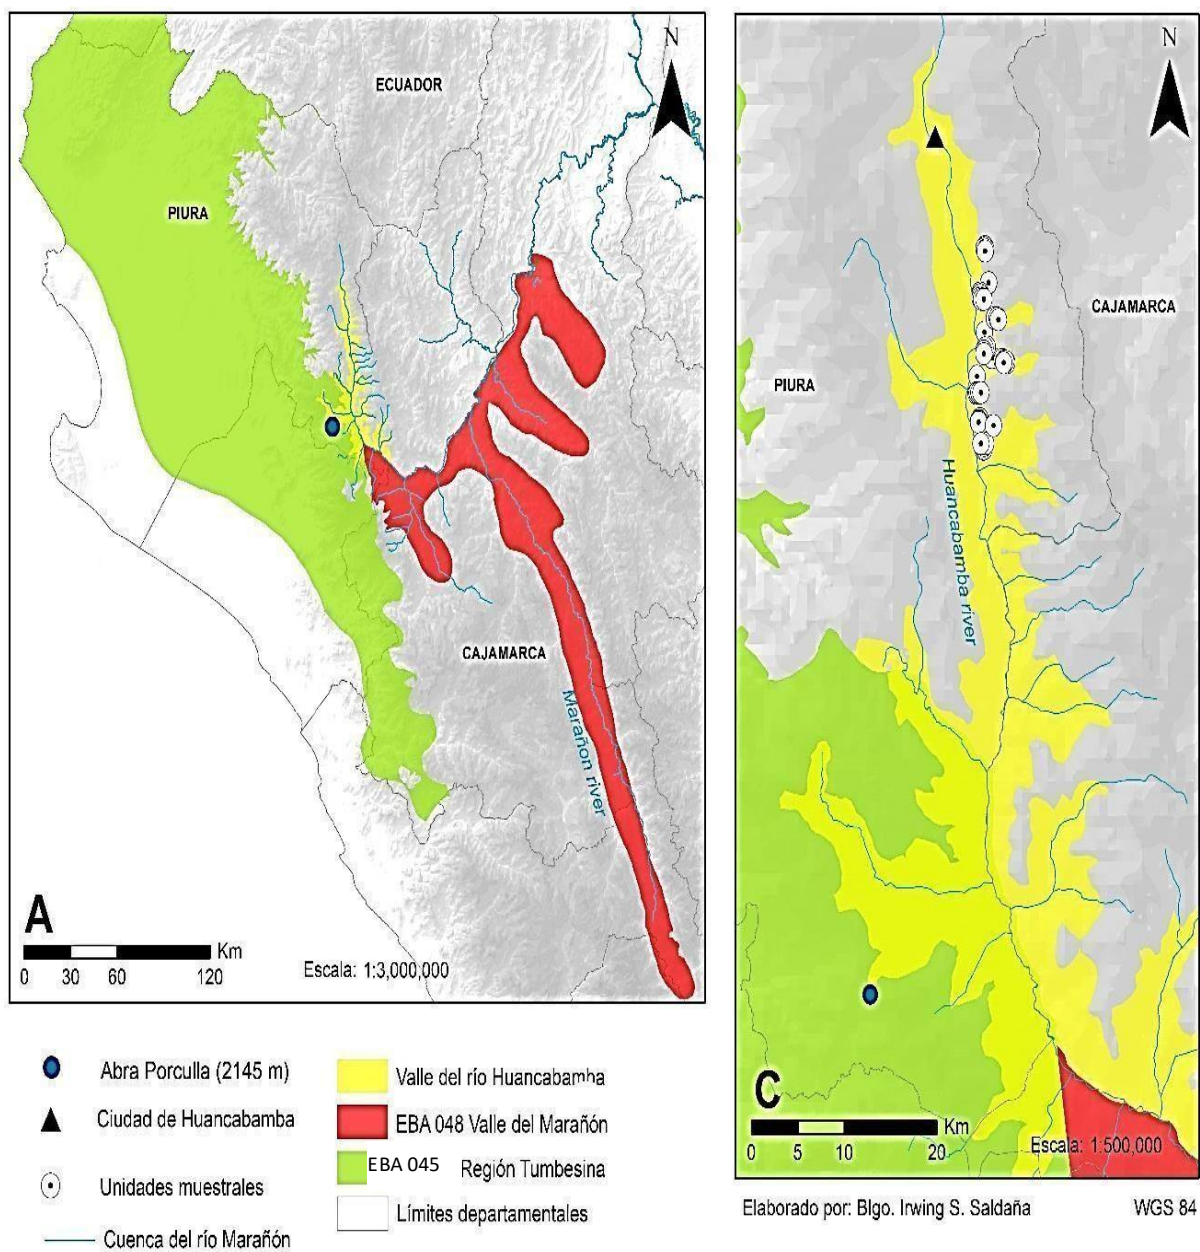 N
ECUADOR
PIURA
CAJAMARCA
Marañon river
A
Km
0 30 60 120
Escala: 1:3,000,000
N
CAJAMARCA
PIURA
Huancabamba river
C
Km
0 5 10 20
Escala: 1:500,000
Abra Porculla (2145 m)
Ciudad de Huancabamba
Unidades muestrales
Cuenca del río Marañón
Valle del río Huancabamba
EBA 048 Valle del Marañón
EBA 045 Región Tumbesina
Límites departamentales
Elaborado por: Blgo. Irwing S. Saldaña WGS 84